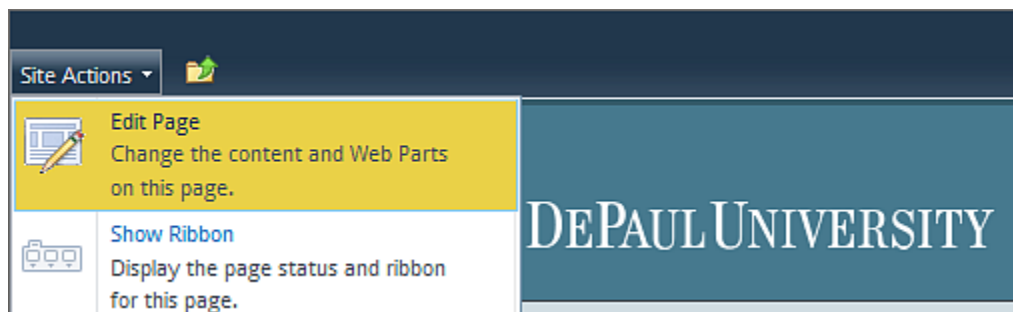 Site Actions
Edit Page
Change the content and Web Parts
on this page.
DEPAUL UNIVERSITY
Show Ribbon
Display the page status and ribbon
for this page.